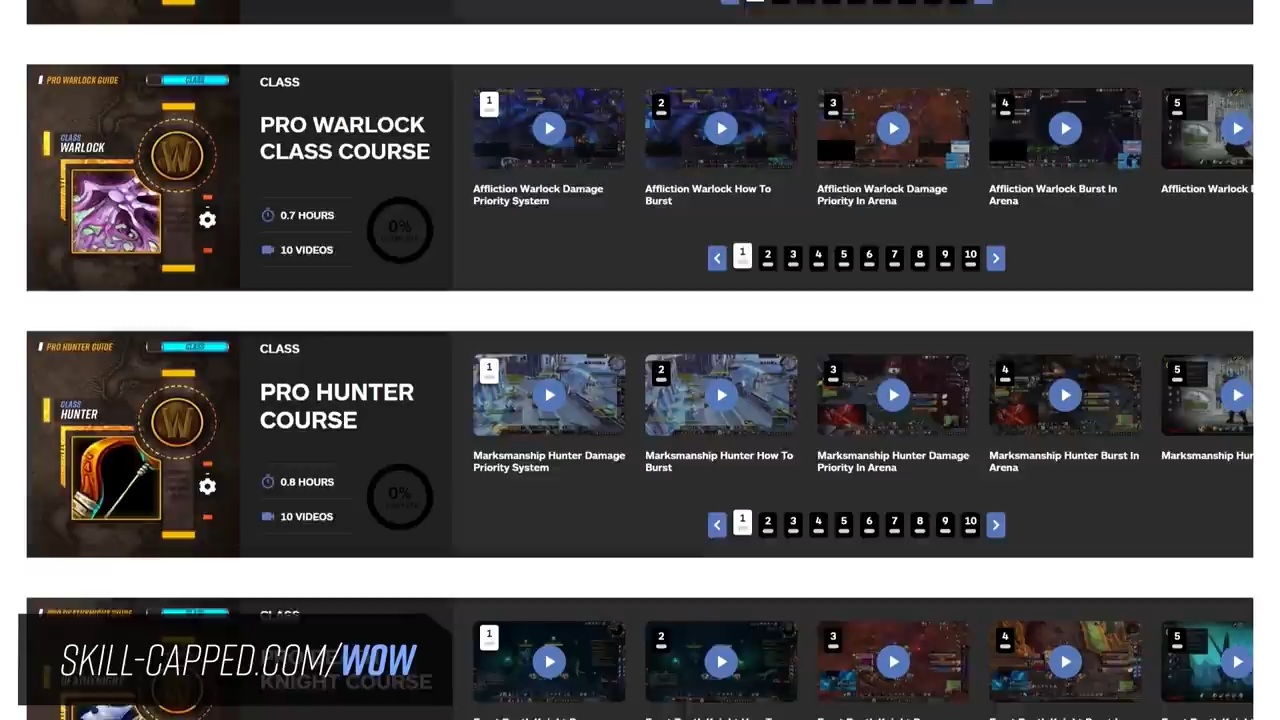 PRO WARLOCK GUIDE
CLASS
CLASS
WARLOCK
W
CLASS
PRO WARLOCK
CLASS COURSE
0.7 HOURS
10 VIDEOS
0%
1
2
3
4
5
Affliction Warlock Damage
Priority System
Affliction Warlock How To
Burst
Affliction Warlock Damage
Priority In Arena
Affliction Warlock Burst In
Arena
Affliction Warlock
1 2 3 4 5 6 7 8 9 10
PRO HUNTER GUIDE
CLASS
CLASS
HUNTER
W
CLASS
PRO HUNTER
COURSE
0.8 HOURS
10 VIDEOS
0%
1
2
3
4
5
Marksmanship Hunter Damage
Priority System
Marksmanship Hunter How To
Burst
Marksmanship Hunter Damage
Priority In Arena
Marksmanship Hunter Burst In
Arena
Marksmanship
1 2 3 4 5 6 7 8 9 10
CLASS
KNIGHT COURSE
1
2
3
4
5
SKILL-CAPPED.COM/WOW